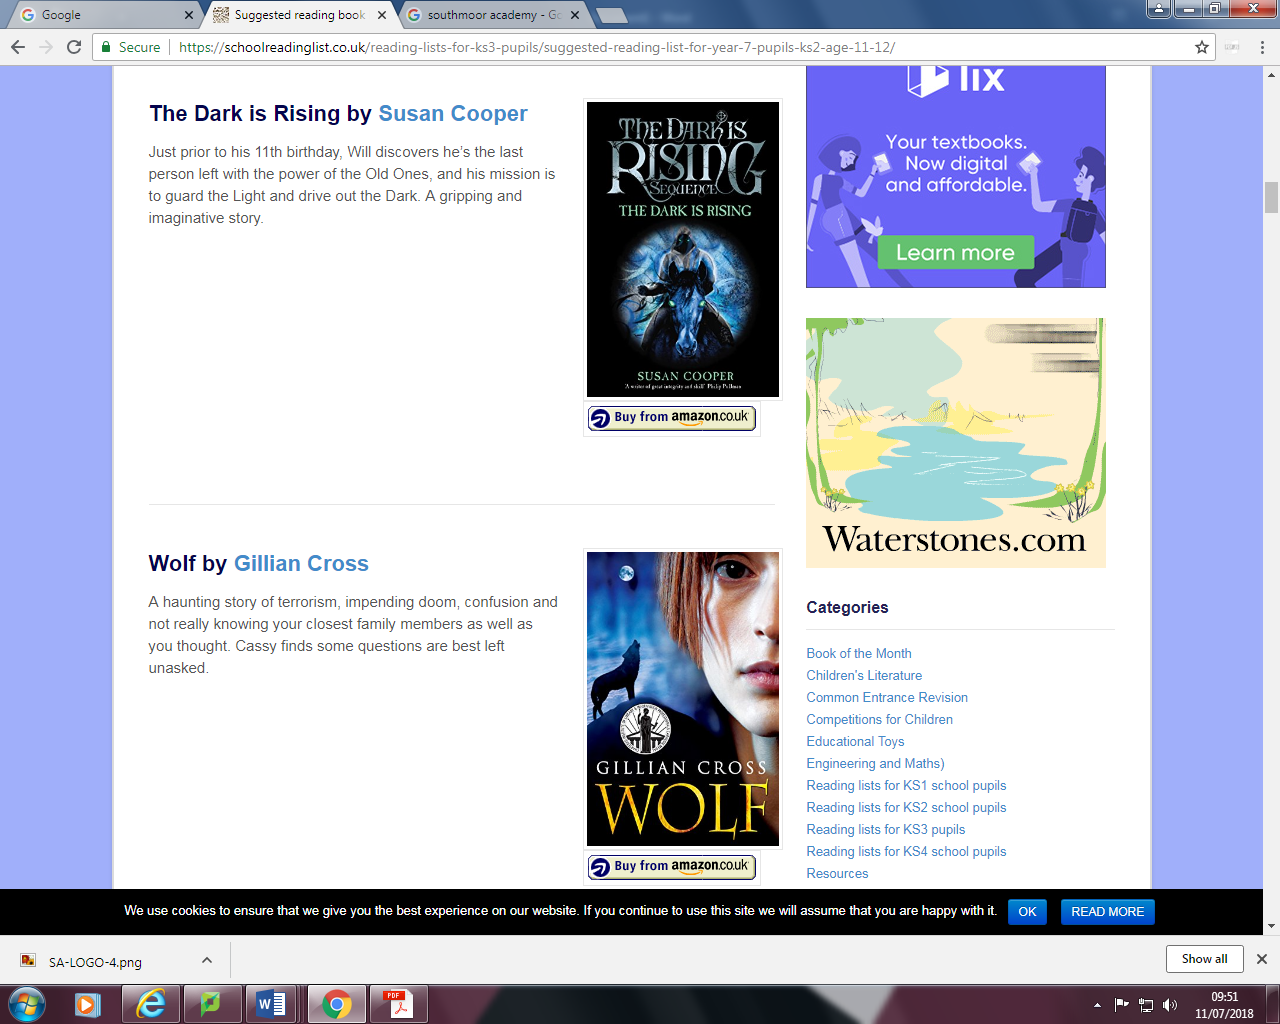 Google
Suggested reading book
southmoor academy - Go
Secure
https://schoolreadinglist.co.uk/reading-lists-for-ks3-pupils/suggested-reading-list-for-year-7-pupils-ks2-age-11-12/
The Dark is Rising by Susan Cooper
Just prior to his 11th birthday, Will discovers he's the last
person left with the power of the Old Ones, and his mission is
to guard the Light and drive out the Dark. A gripping and
imaginative story.
THE DARK IS
RISING
SEQUENCE
THE DARK IS RISING
SUSAN COOPER
'A writer of great integrity and skill' Philip Pullman
Buy from amazon.co.uk
Wolf by Gillian Cross
A haunting story of terrorism, impending doom, confusion and
not really knowing your closest family members as well as
you thought. Cassy finds some questions are best left
unasked.
GILLIAN CROSS
WOLF
Buy from amazon.co.uk
lix
Your textbooks.
Now digital
and affordable.
Learn more
Waterstones.com
Categories
Book of the Month
Children's Literature
Common Entrance Revision
Competitions for Children
Educational Toys
Engineering and Maths)
Reading lists for KS1 school pupils
Reading lists for KS2 school pupils
Reading lists for KS3 pupils
Reading lists for KS4 school pupils
Resources
We use cookies to ensure that we give you the best experience on our website. If you continue to use this site we will assume that you are happy with it.
OK
READ MORE
SA-LOGO-4.png
Show all
PDF
09:51
11/07/2018